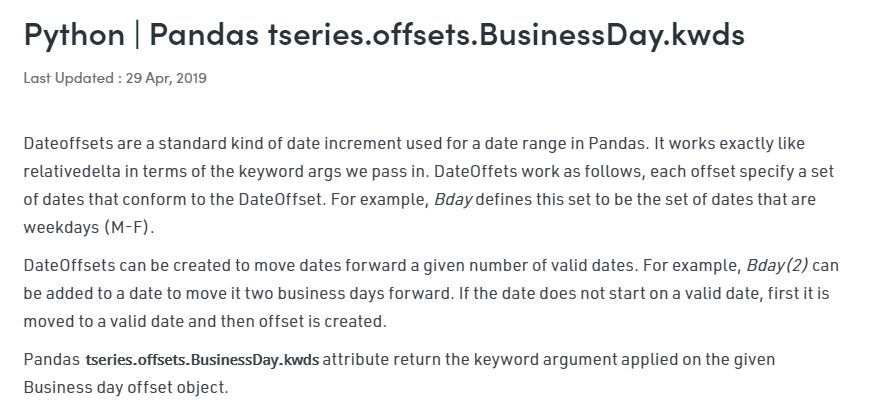 Python | Pandas tseries.offsets.BusinessDay.kwds
Last Updated : 29 Apr, 2019
Dateoffsets are a standard kind of date increment used for a date range in Pandas. It works exactly like
relativedelta in terms of the keyword args we pass in. DateOffets work as follows, each offset specify a set
of dates that conform to the DateOffset. For example, Bday defines this set to be the set of dates that are
weekdays (M-F).
DateOffsets can be created to move dates forward a given number of valid dates. For example, Bday(2) can
be added to a date to move it two business days forward. If the date does not start on a valid date, first it is
moved to a valid date and then offset is created.
Pandas tseries.offsets.BusinessDay.kwds attribute return the keyword argument applied on the given
Business day offset object.